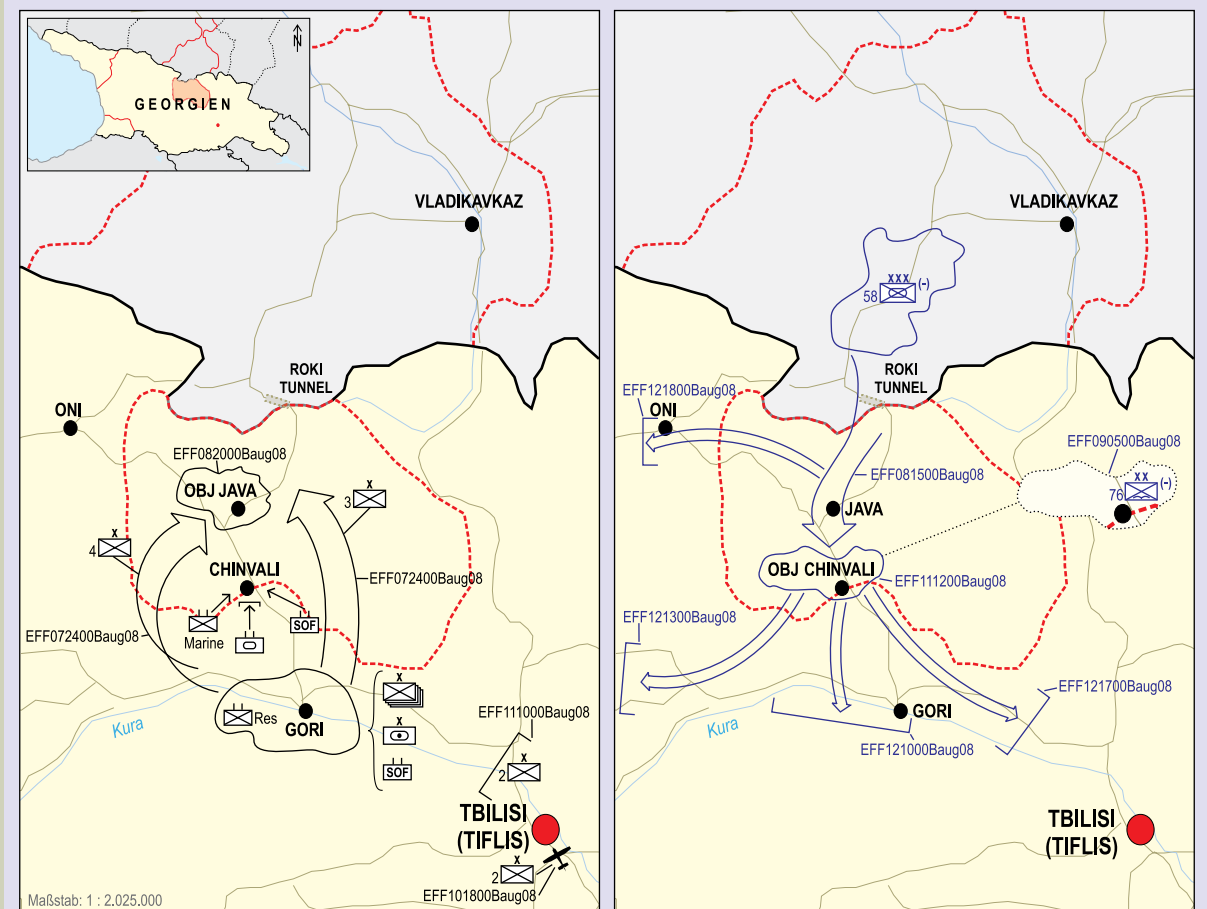 N
GEORGIEN
VLADIKAVKAZ
ROKI
TUNNEL
ONI
EFF082000Baug08
OBJ JAVA
x
3
x
4
CHINVALI
EFF072400Baug08
Marine
SOF
EFF072400Baug08
Res
GORI
x
x
SOF
EFF111000Baug08
x
2
Kura
TBILISI
(TIFLIS)
x
2
EFF101800Baug08
Maßstab: 1 : 2.025.000
VLADIKAVKAZ
xxx
58
(-)
ROKI
TUNNEL
EFF121800Baug08
ONI
EFF090500Baug08
EFF081500Baug08
xx
76
(-)
JAVA
OBJ CHINVALI
EFF111200Baug08
EFF121300Baug08
EFF121700Baug08
GORI
Kura
EFF121000Baug08
TBILISI
(TIFLIS)